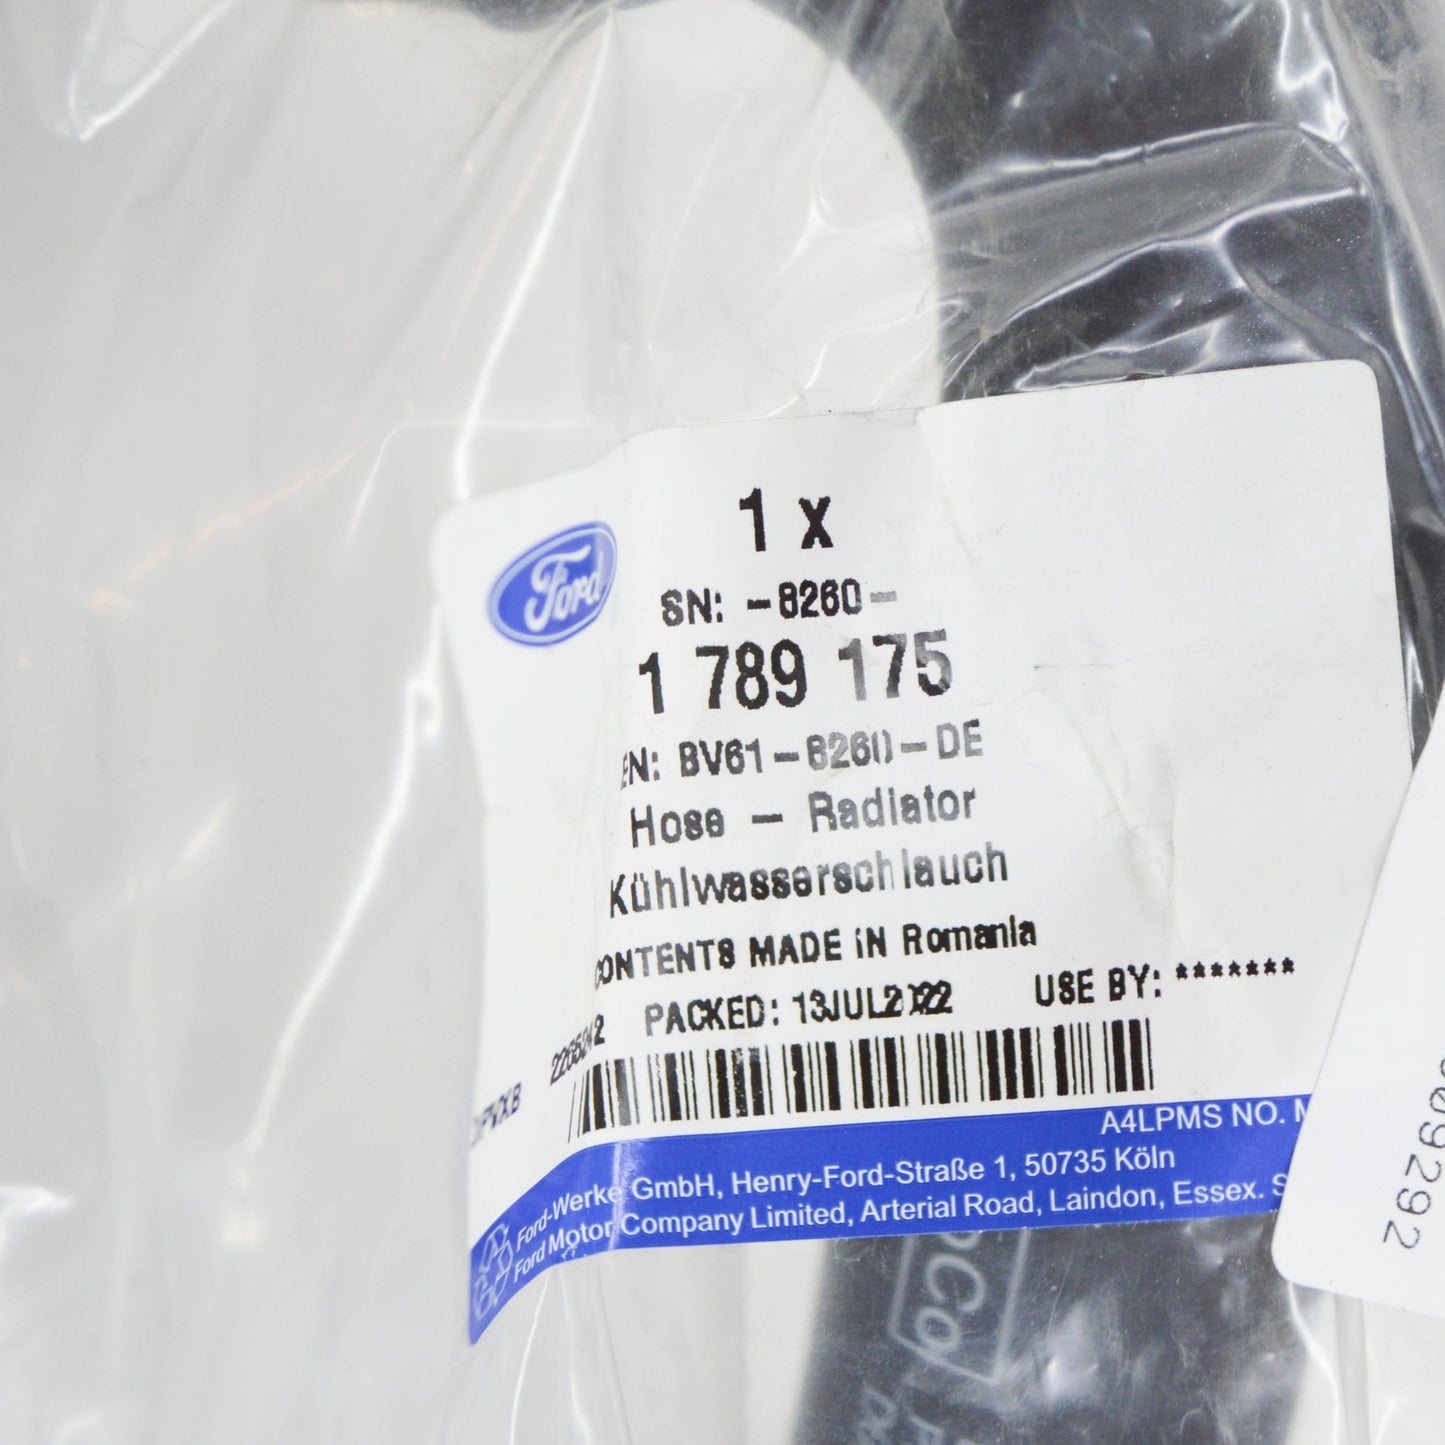 Ford
1 x
SN: -8260-
1 789 175
EN: BV61-8260-DE
Hose - Radiator
Kühlwasserschlauch
CONTENTS MADE IN Romania
PACKED: 13JUL2022 USE BY: *******
A4LPMS NO.
Ford-Werke GmbH, Henry-Ford-Straße 1, 50735 Köln
Ford Motor Company Limited, Arterial Road, Laindon, Essex.